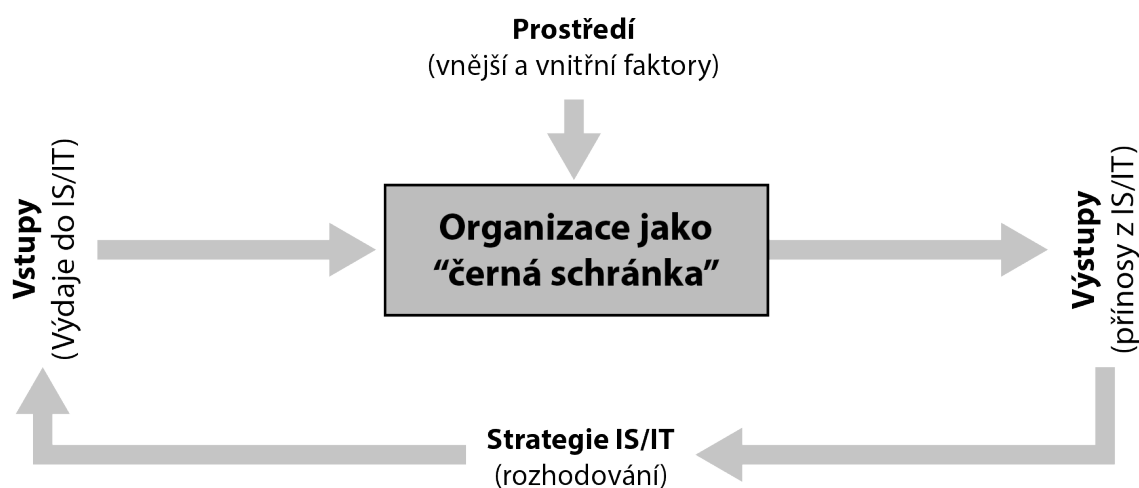 Prostředí
(vnější a vnitřní faktory)
Vstupy
(Výdaje do IS/IT)
Organizace jako
“černá schránka”
Výstupy
(přínosy z IS/IT)
Strategie IS/IT
(rozhodování)